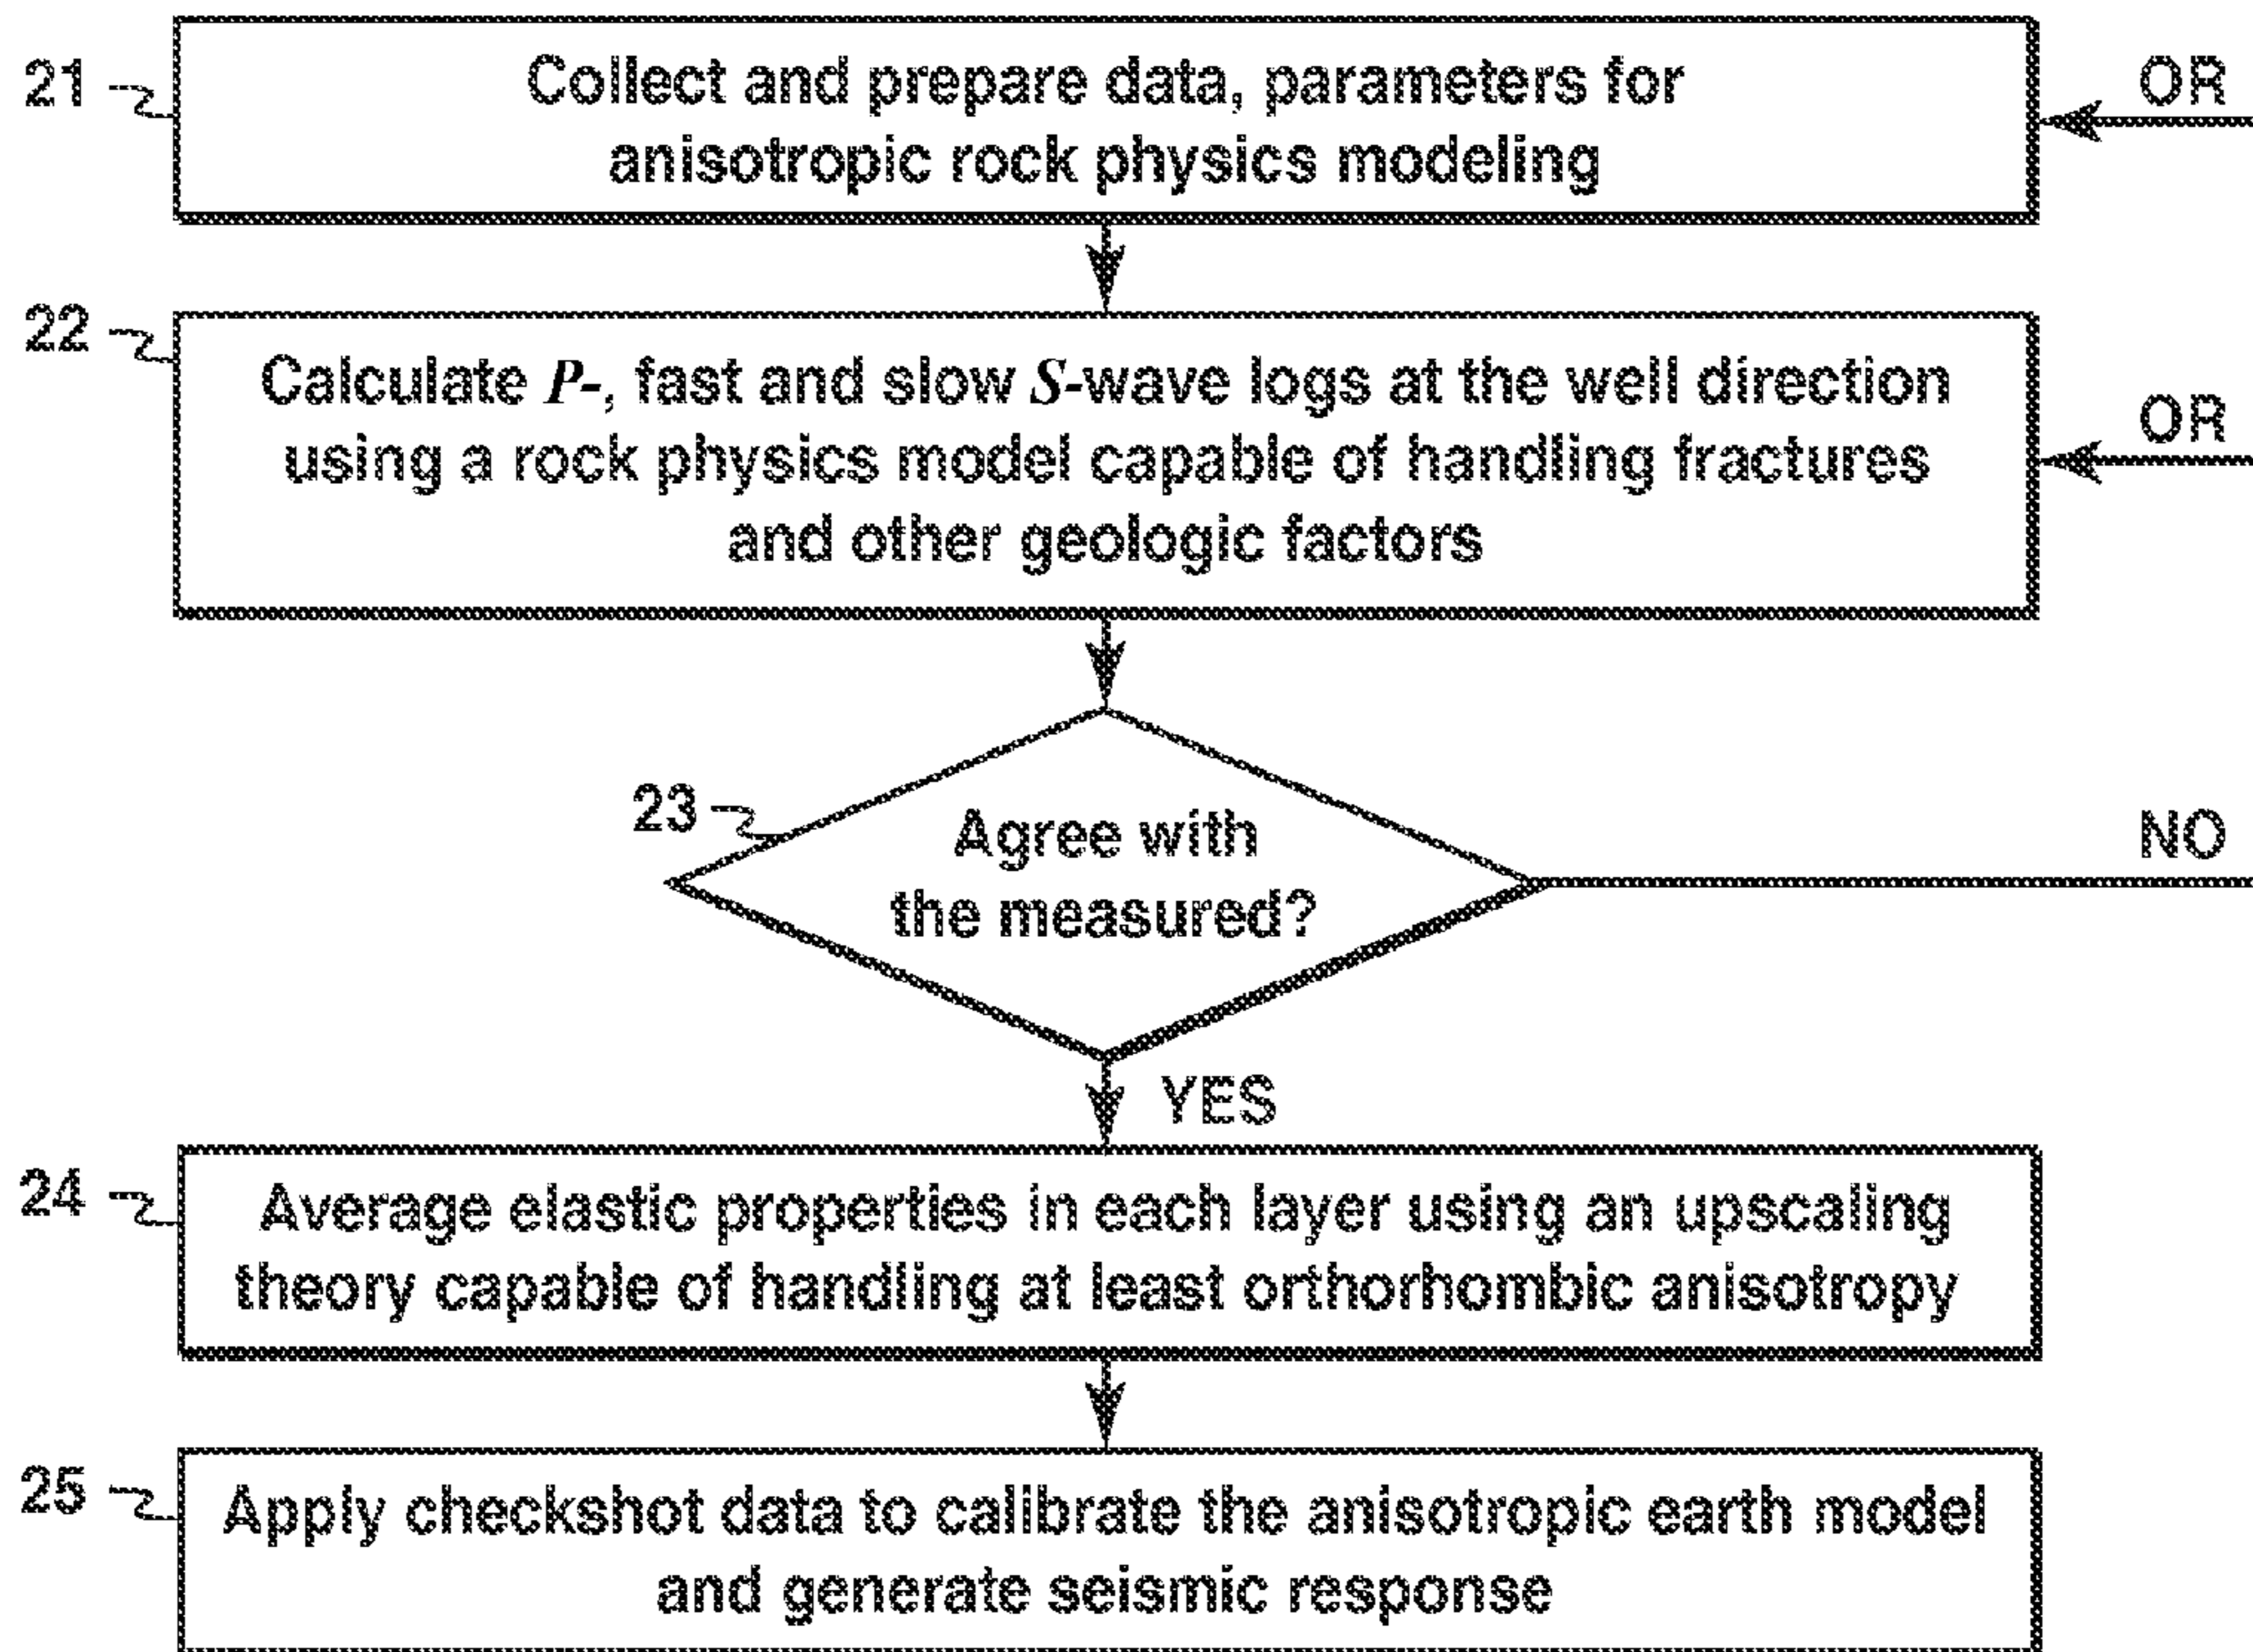 21
Collect and prepare data, parameters for
OR
anisotropic rock physics modeling
22
Calculate P-, fast and slow S-wave logs at the well direction
OR
using a rock physics model capable of handling fractures
and other geologic factors
23
Agree with
NO
the measured?
YES
24
Average elastic properties in each layer using an upscaling
theory capable of handling at least orthorhombic anisotropy
25
Apply checkshot data to calibrate the anisotropic earth model
and generate seismic response